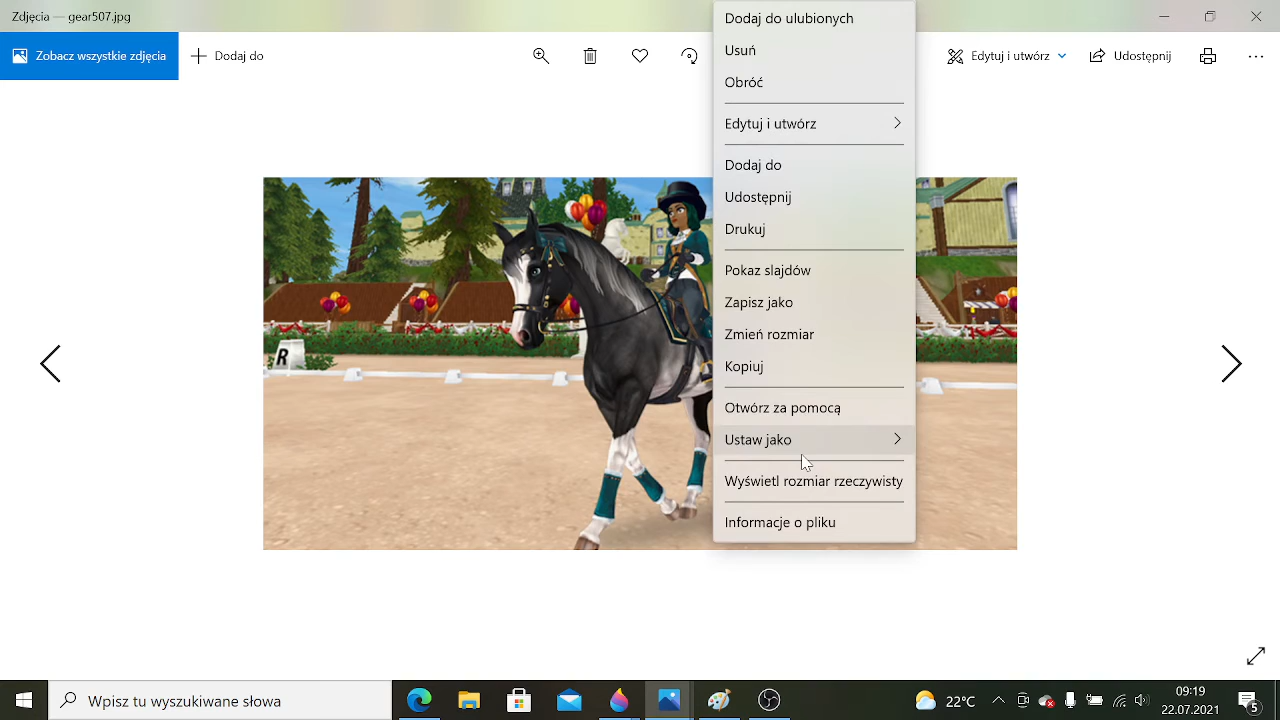 Zdjęcia — gear507.jpg
Zobacz wszystkie zdjęcia
Dodaj do
Edytuj i utwórz
Udostępnij
Dodaj do ulubionych
Usuń
Obróć
Edytuj i utwórz
Dodaj do
Udostępnij
Drukuj
Pokaz slajdów
Zapisz jako
Zmień rozmiar
Kopiuj
Otwórz za pomocą
Ustaw jako
Wyświetl rozmiar rzeczywisty
Informacje o pliku
R
Wpisz tu wyszukiwane słowa
22°C
09:19
22.07.2021
5